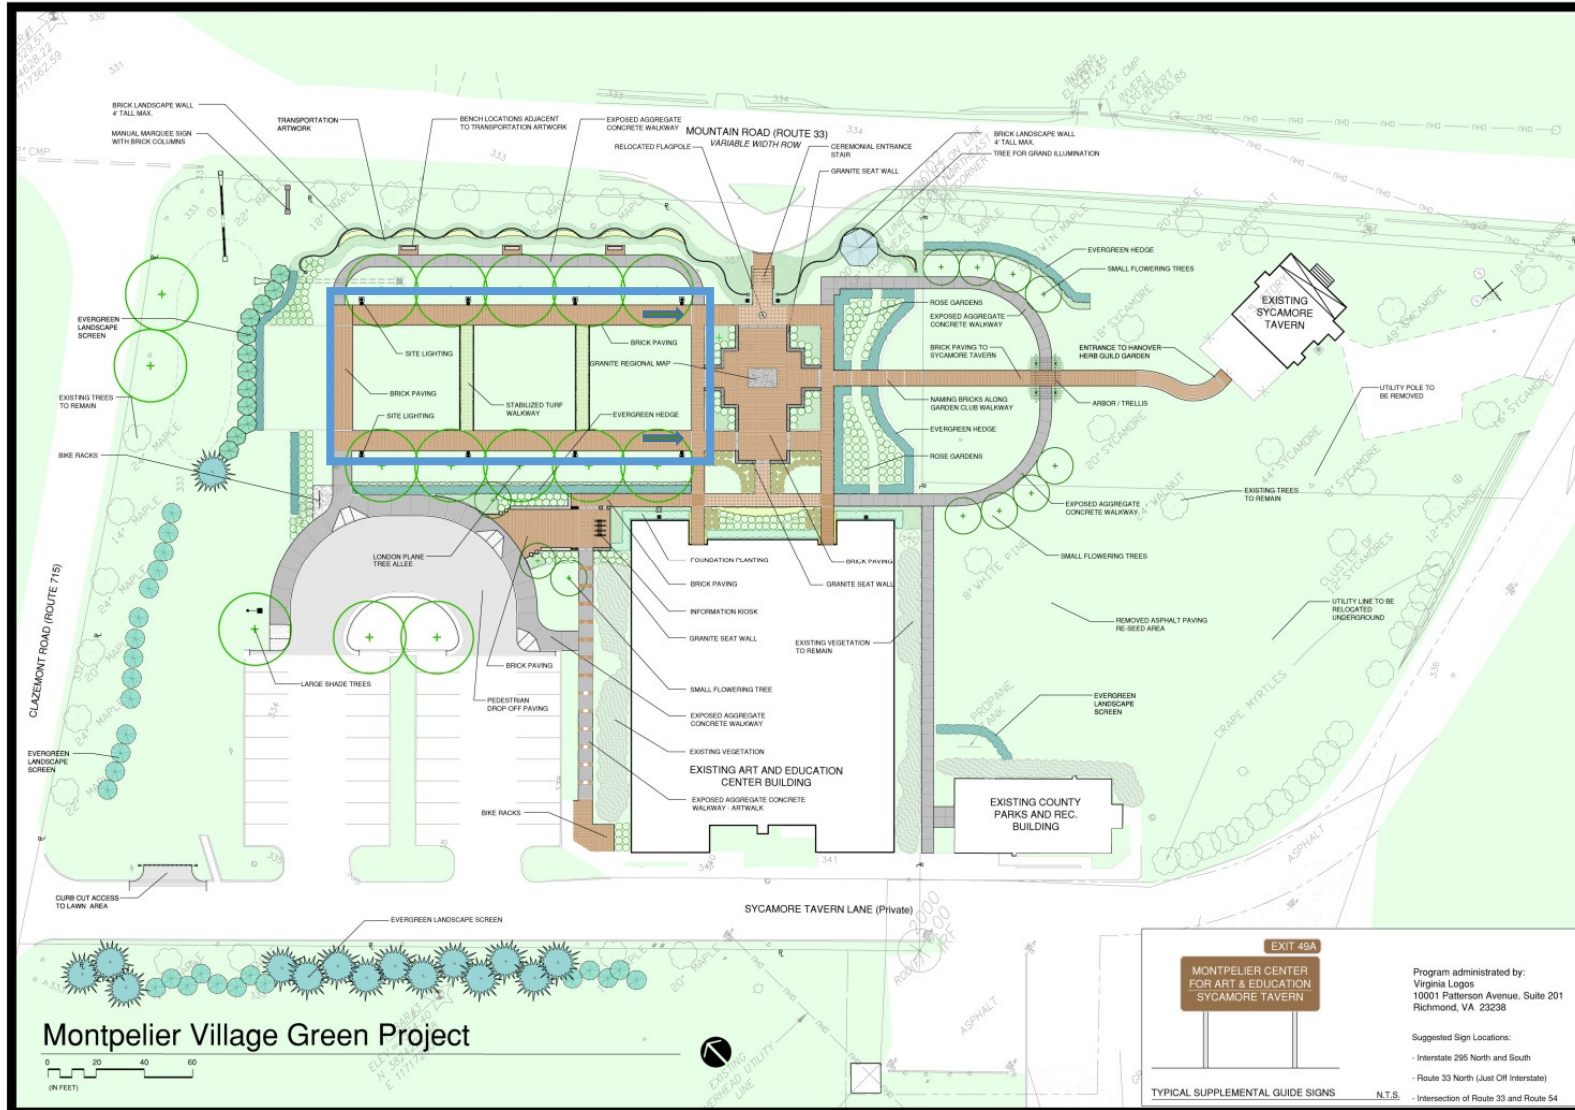 BRICK LANDSCAPE WALL
4' TALL MAX.
MANUAL MARQUEE SIGN
WITH BRICK COLUMNS
TRANSPORTATION
ARTWORK
BENCH LOCATIONS ADJACENT
TO TRANSPORTATION ARTWORK
EXPOSED AGGREGATE
CONCRETE WALKWAY
MOUNTAIN ROAD (ROUTE 33)
VARIABLE WIDTH ROW
RELOCATED FLAGPOLE
CEREMONIAL ENTRANCE
STAIR
GRANITE SEAT WALL
BRICK LANDSCAPE WALL
4' TALL MAX.
TREE FOR GRAND ILLUMINATION
EVERGREEN HEDGE
SMALL FLOWERING TREES
EXISTING
SYCAMORE
TAVERN
ROSE GARDENS
EXPOSED AGGREGATE
CONCRETE WALKWAY
BRICK PAVING TO
SYCAMORE TAVERN
ENTRANCE TO HANOVER
HERB GUILD GARDEN
EVERGREEN
LANDSCAPE
SCREEN
SITE LIGHTING
BRICK PAVING
GRANITE REGIONAL MAP
BRICK PAVING
STABILIZED TURF
WALKWAY
SITE LIGHTING
EVERGREEN HEDGE
NAMING BRICKS ALONG
GARDEN CLUB WALKWAY
ARBOR / TRELLIS
UTILITY POLE TO
BE REMOVED
EVERGREEN HEDGE
ROSE GARDENS
EXISTING TREES
TO REMAIN
BIKE RACKS
EXPOSED AGGREGATE
CONCRETE WALKWAY
EXISTING TREES
TO REMAIN
SMALL FLOWERING TREES
LONDON PLANE
TREE ALLEE
FOUNDATION PLANTING
BRICK PAVING
BRICK PAVING
GRANITE SEAT WALL
INFORMATION KIOSK
GRANITE SEAT WALL
EXISTING VEGETATION
TO REMAIN
REMOVED ASPHALT PAVING
RE-SEED AREA
UTILITY LINE TO BE
RELOCATED
UNDERGROUND
CLAZEMONT ROAD (ROUTE 715)
LARGE SHADE TREES
BRICK PAVING
PEDESTRIAN
DROP-OFF PAVING
SMALL FLOWERING TREE
EXPOSED AGGREGATE
CONCRETE WALKWAY
EXISTING VEGETATION
EVERGREEN
LANDSCAPE
SCREEN
PROPANE
TANK
CRAPE MYRTLES
EVERGREEN
LANDSCAPE
SCREEN
EXISTING ART AND EDUCATION
CENTER BUILDING
EXPOSED AGGREGATE CONCRETE
WALKWAY - ARTWALK
BIKE RACKS
EXISTING COUNTY
PARKS AND REC.
BUILDING
CURB CUT ACCESS
TO LAWN AREA
EVERGREEN LANDSCAPE SCREEN
SYCAMORE TAVERN LANE (Private)
ASPHALT
ASPHALT
EXIT 49A
MONTPELIER CENTER
FOR ART & EDUCATION
SYCAMORE TAVERN
Program administrated by:
Virginia Logos
10001 Patterson Avenue, Suite 201
Richmond, VA 23238
Suggested Sign Locations:
- Interstate 295 North and South
- Route 33 North (Just Off Interstate)
- Intersection of Route 33 and Route 54
TYPICAL SUPPLEMENTAL GUIDE SIGNS
N.T.S.
Montpelier Village Green Project
0 20 40 60
(IN FEET)